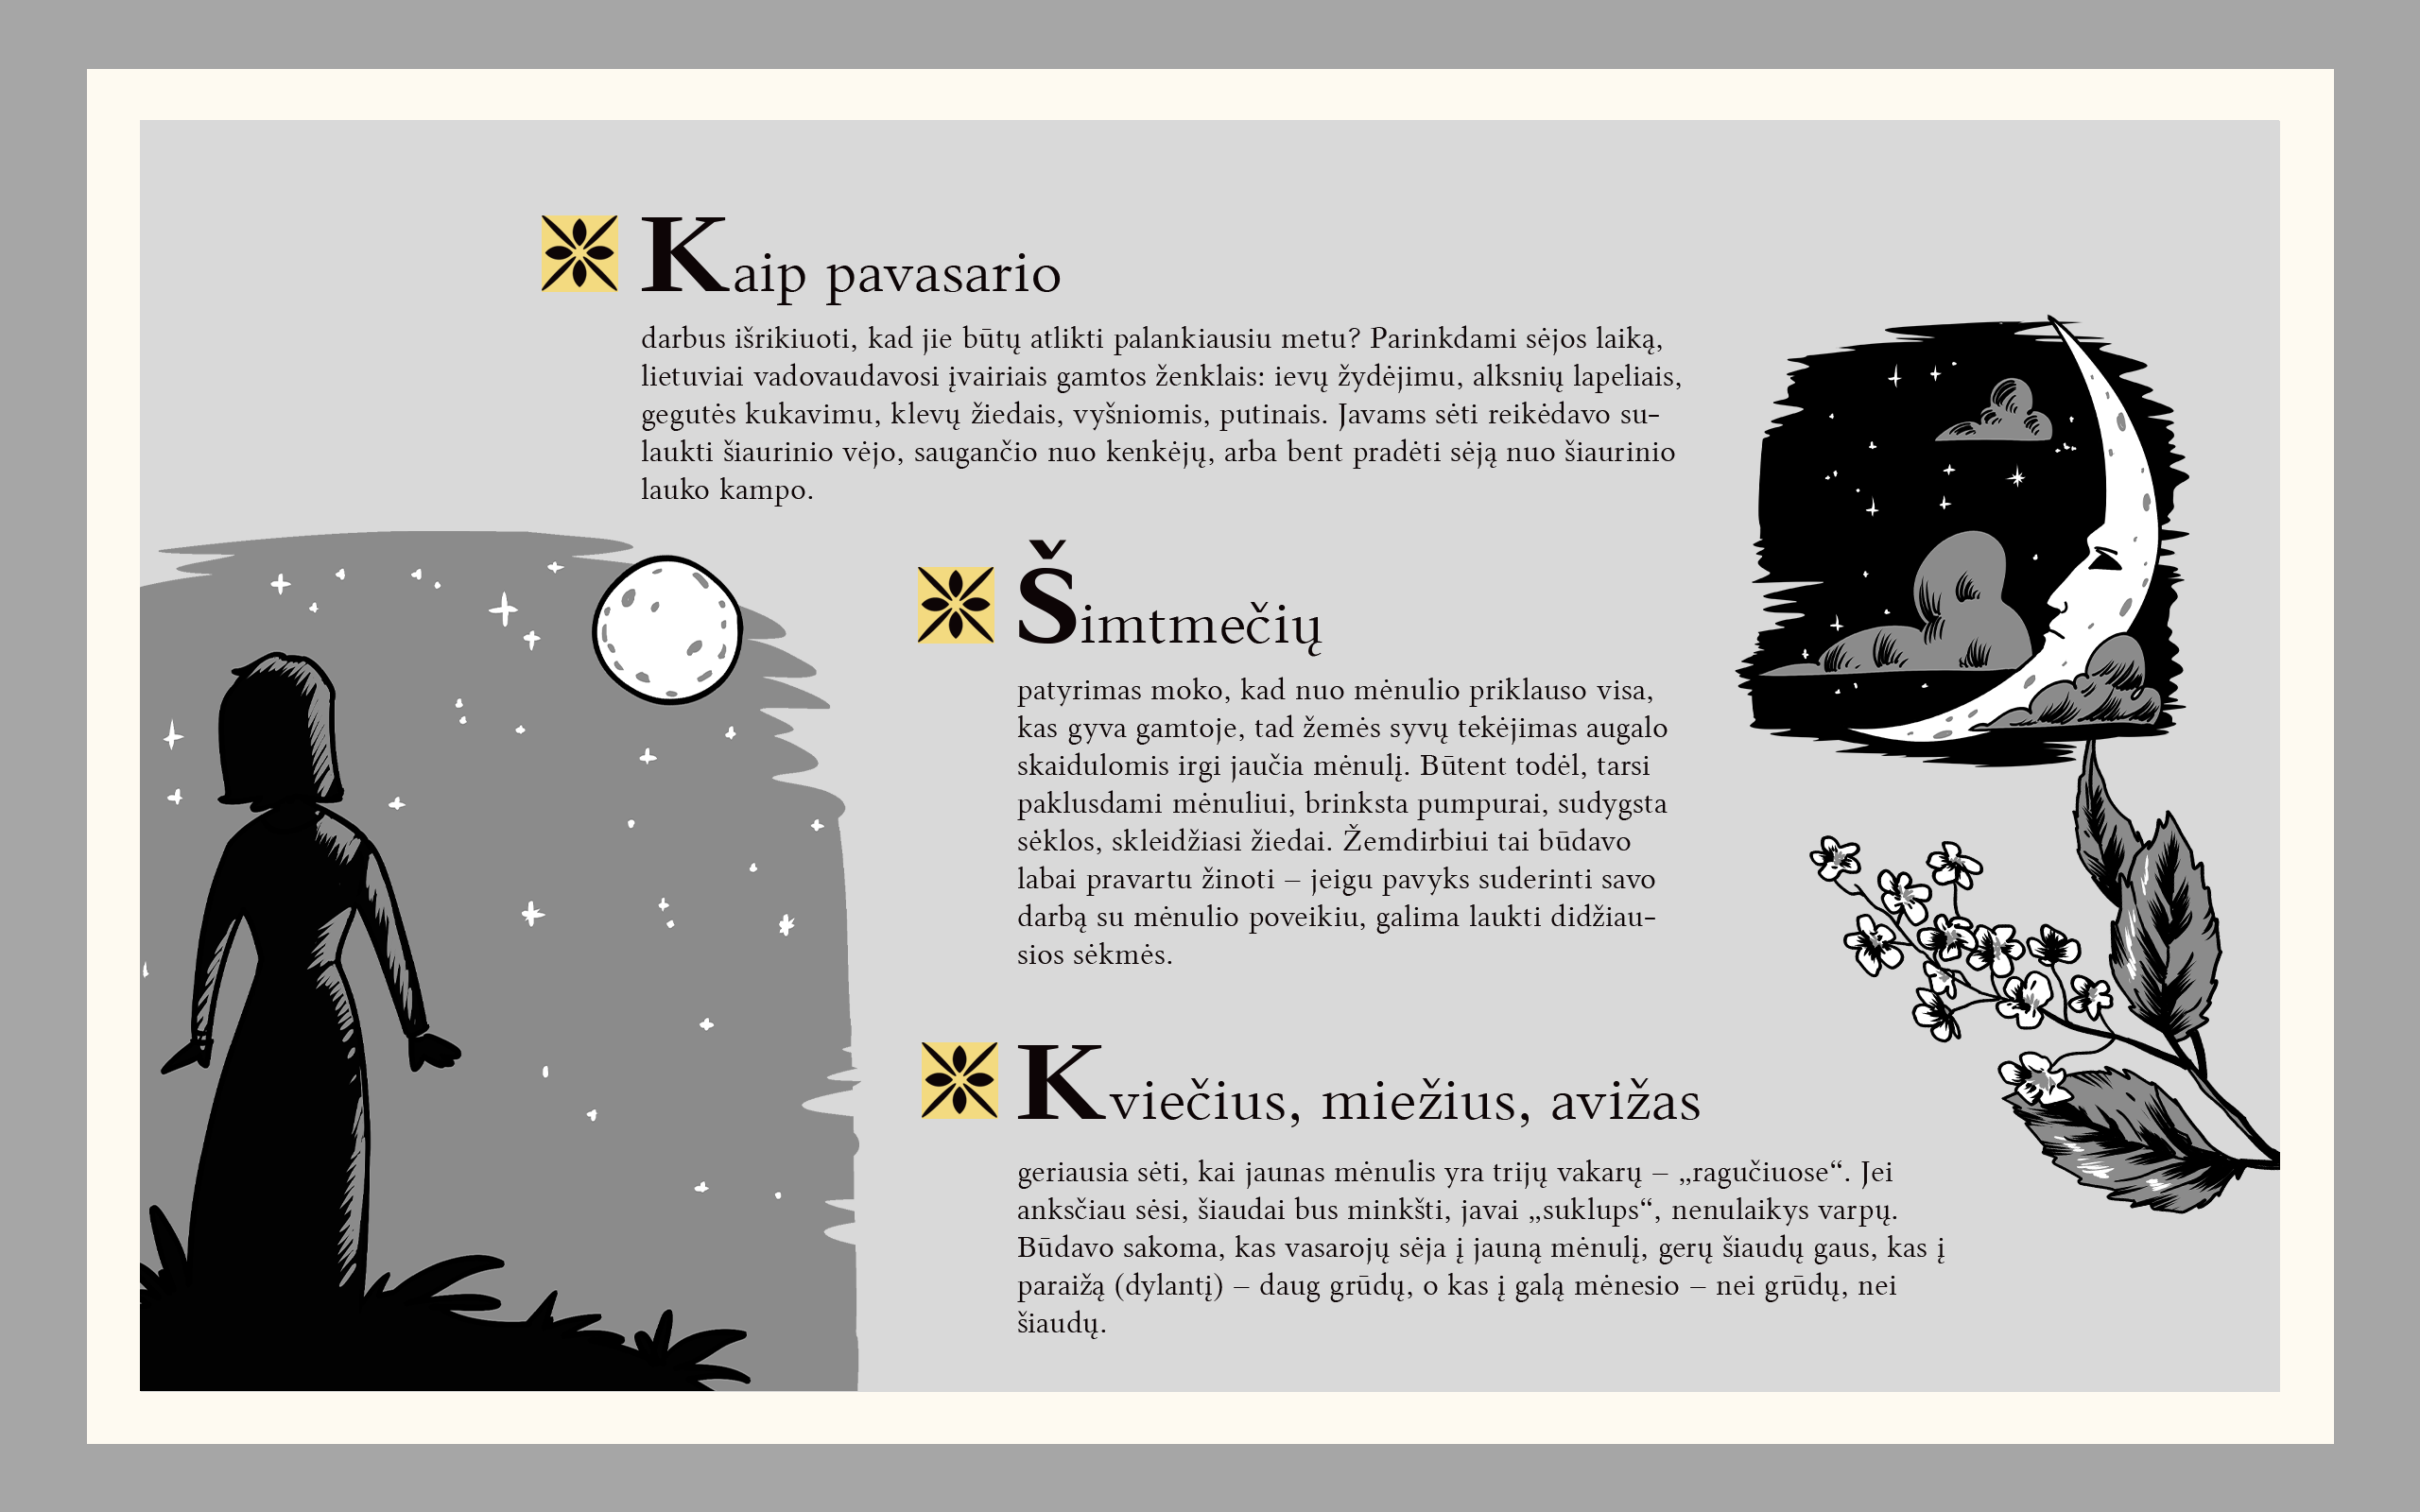 Kaip pavasario
darbus išrikiuoti, kad jie būtų atlikti palankiausiu metu? Parinkdami sėjos laiką,
lietuviai vadovaudavosi įvairiais gamtos ženklais: ievų žydėjimu, alksnių lapeliais,
gegutės kukavimu, klevų žiedais, vyšniomis, putinais. Javams sėti reikėdavo su-
laukti šiaurinio vėjo, saugančio nuo kenkėjų, arba bent pradėti sėją nuo šiaurinio
lauko kampo.
Šimtmečių
patyrimas moko, kad nuo mėnulio priklauso visa,
kas gyva gamtoje, tad žemės syvų tekėjimas augalo
skaidulomis irgi jaučia mėnulį. Būtent todėl, tarsi
paklusdami mėnuliui, brinksta pumpurai, sudygsta
sėklos, skleidžiasi žiedai. Žemdirbiui tai būdavo
labai pravartu žinoti – jeigu pavyks suderinti savo
darbą su mėnulio poveikiu, galima laukti didžiau-
sios sėkmės.
Kviečius, miežius, avižas
geriausia sėti, kai jaunas mėnulis yra trijų vakarų – „ragučiuose“. Jei
anksčiau sėsi, šiaudai bus minkšti, javai „suklups“, nenulaikys varpų.
Būdavo sakoma, kas vasarojų sėja į jauną mėnulį, gerų šiaudų gaus, kas į
paraižą (dylantį) – daug grūdų, o kas į galą mėnesio – nei grūdų, nei
šiaudų.